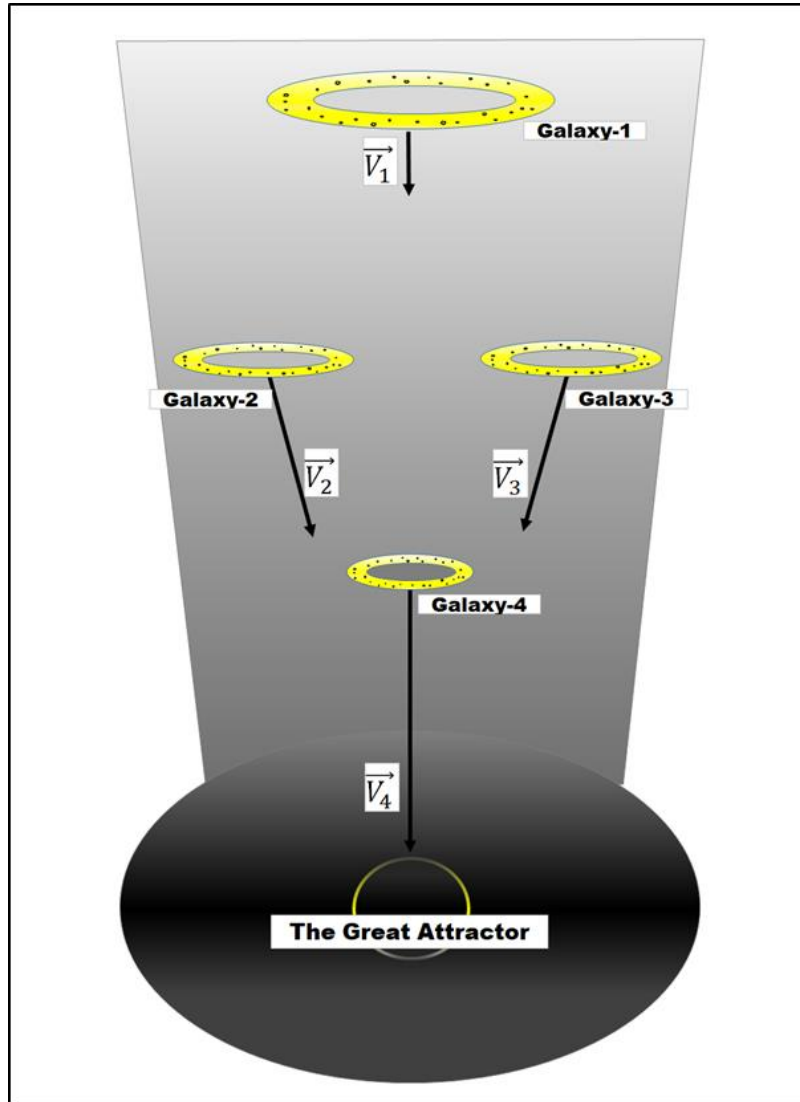 Galaxy-1
V₁
Galaxy-2
Galaxy-3
V₂
V₃
Galaxy-4
V₄
The Great Attractor